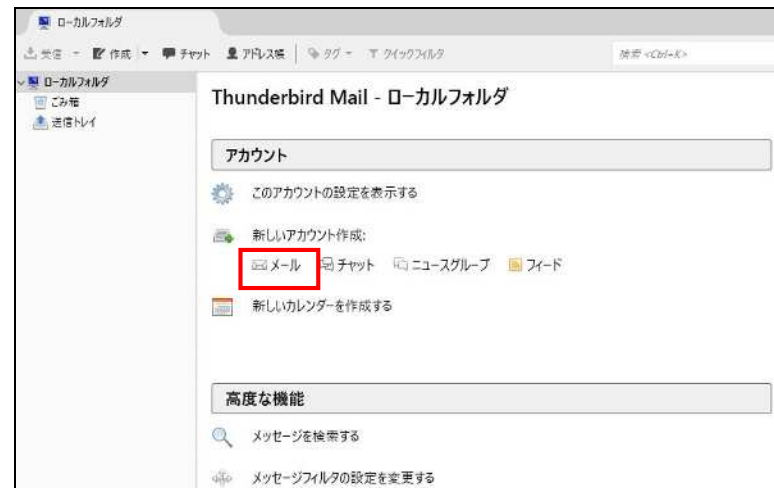 ローカルフォルダ
受信 作成 チャット アドレス帳 タグ クイックフィルタ 検索 <Ctrl+K>
ローカルフォルダ
ごみ箱
送信トレイ
Thunderbird Mail - ローカルフォルダ
アカウント
このアカウントの設定を表示する
新しいアカウント作成:
メール チャット ニュースグループ フィード
新しいカレンダーを作成する
高度な機能
メッセージを検索する
メッセージフィルタの設定を変更する